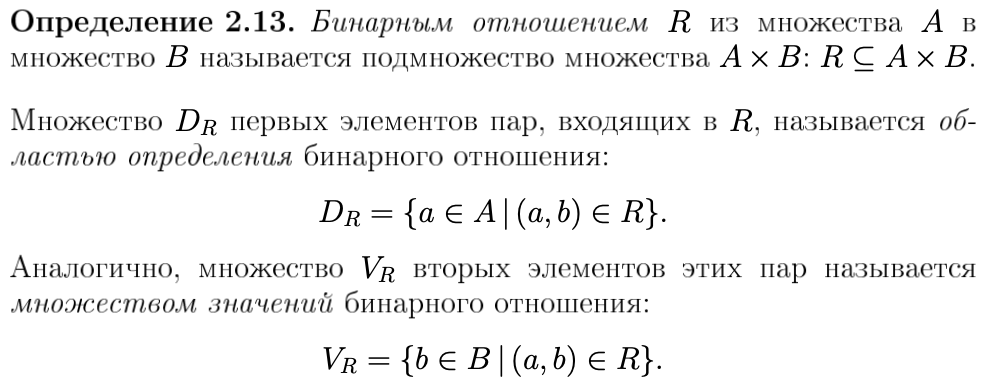 Определение 2.13. Бинарным отношением R из множества A в
множество B называется подмножество множества A × B: R ⊆ A × B.
Множество D_R первых элементов пар, входящих в R, называется об-
ластью определения бинарного отношения:
D_R = {a ∈ A | (a, b) ∈ R}.
Аналогично, множество V_R вторых элементов этих пар называется
множеством значений бинарного отношения:
V_R = {b ∈ B | (a, b) ∈ R}.